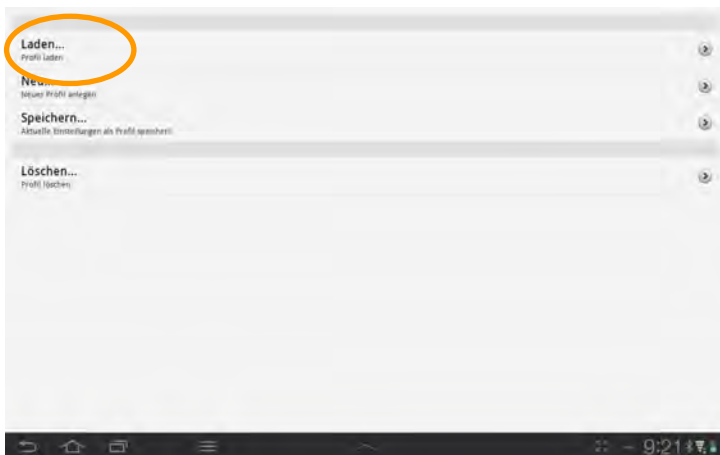 Laden...
Profil laden
Neu...
Neues Profil anlegen
Speichern...
Aktuelle Einstellungen als Profil speichern
Löschen...
Profil löschen
9:21